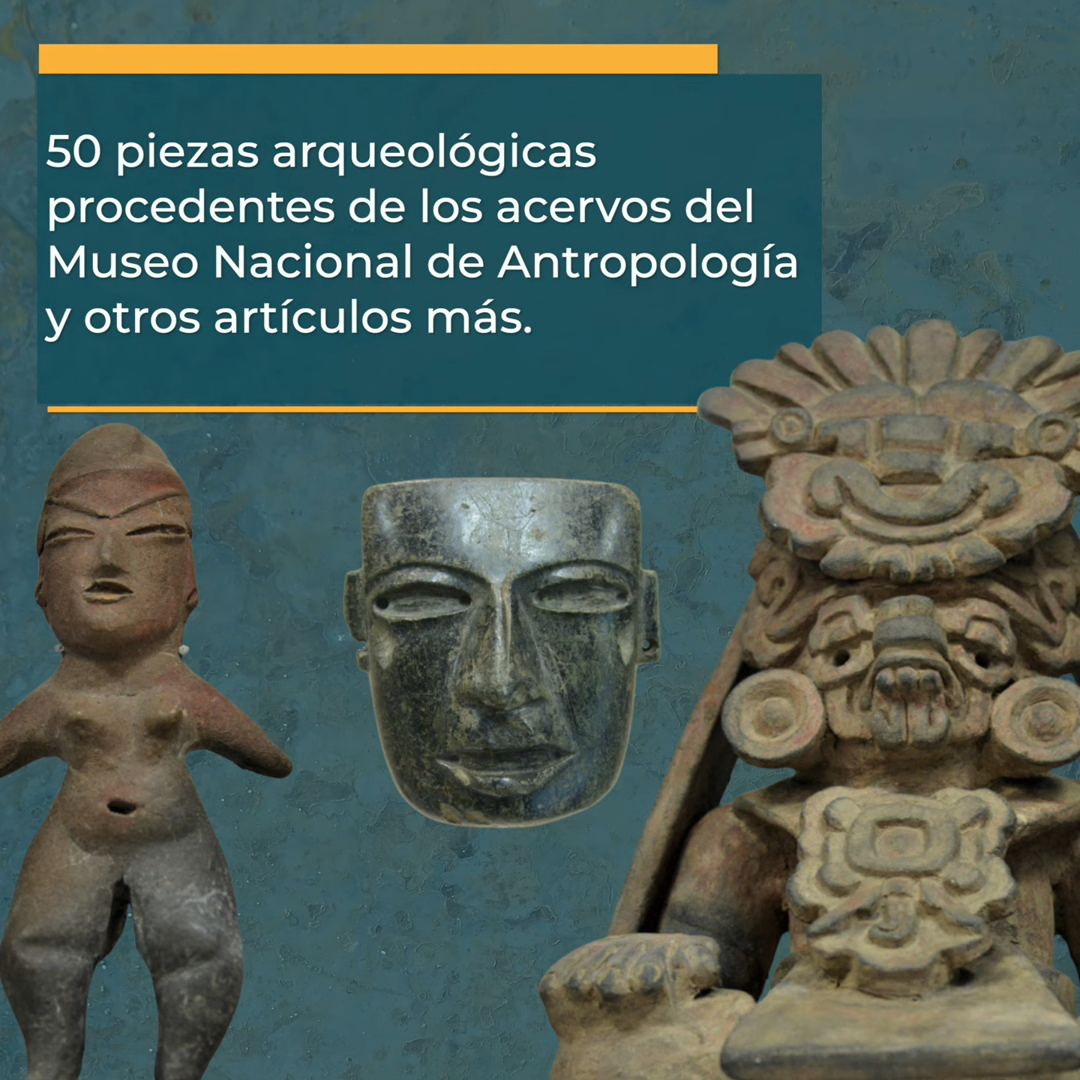 50 piezas arqueológicas
procedentes de los acervos del
Museo Nacional de Antropología
y otros artículos más.